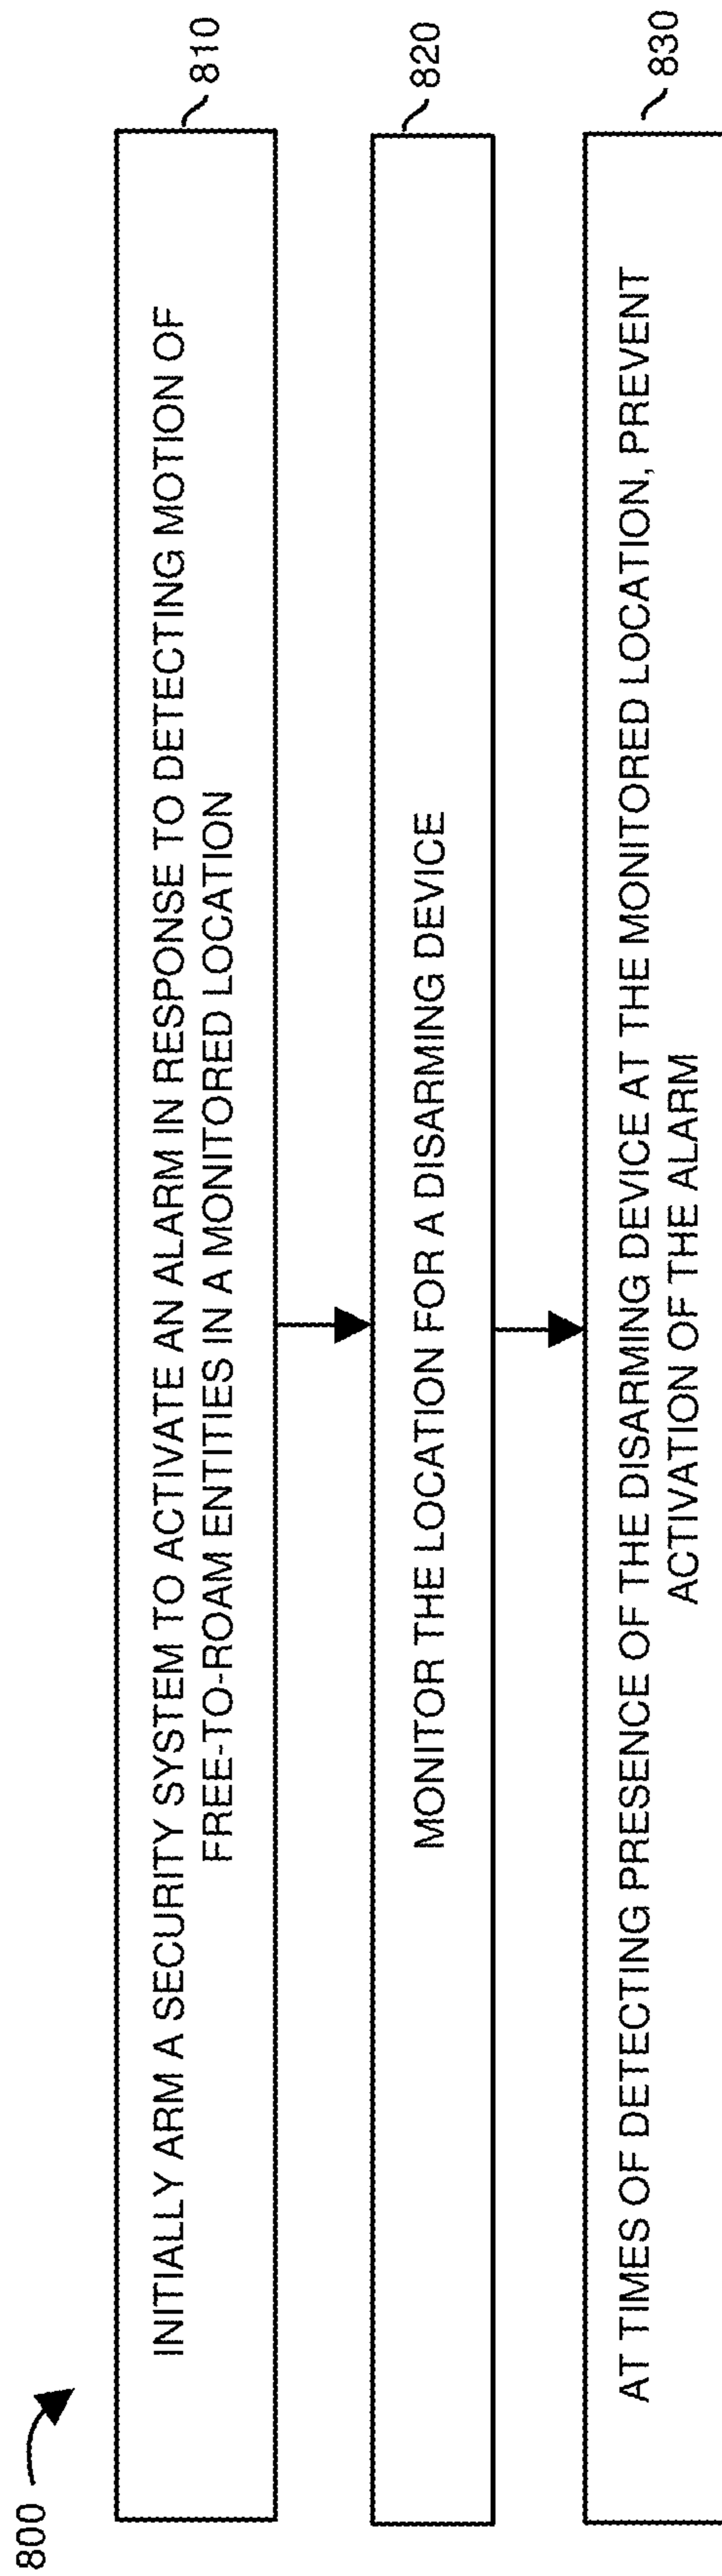 800
INITIALLY ARM A SECURITY SYSTEM TO ACTIVATE AN ALARM IN RESPONSE TO DETECTING MOTION OF
FREE-TO-ROAM ENTITIES IN A MONITORED LOCATION
810
MONITOR THE LOCATION FOR A DISARMING DEVICE
820
AT TIMES OF DETECTING PRESENCE OF THE DISARMING DEVICE AT THE MONITORED LOCATION, PREVENT
ACTIVATION OF THE ALARM
830